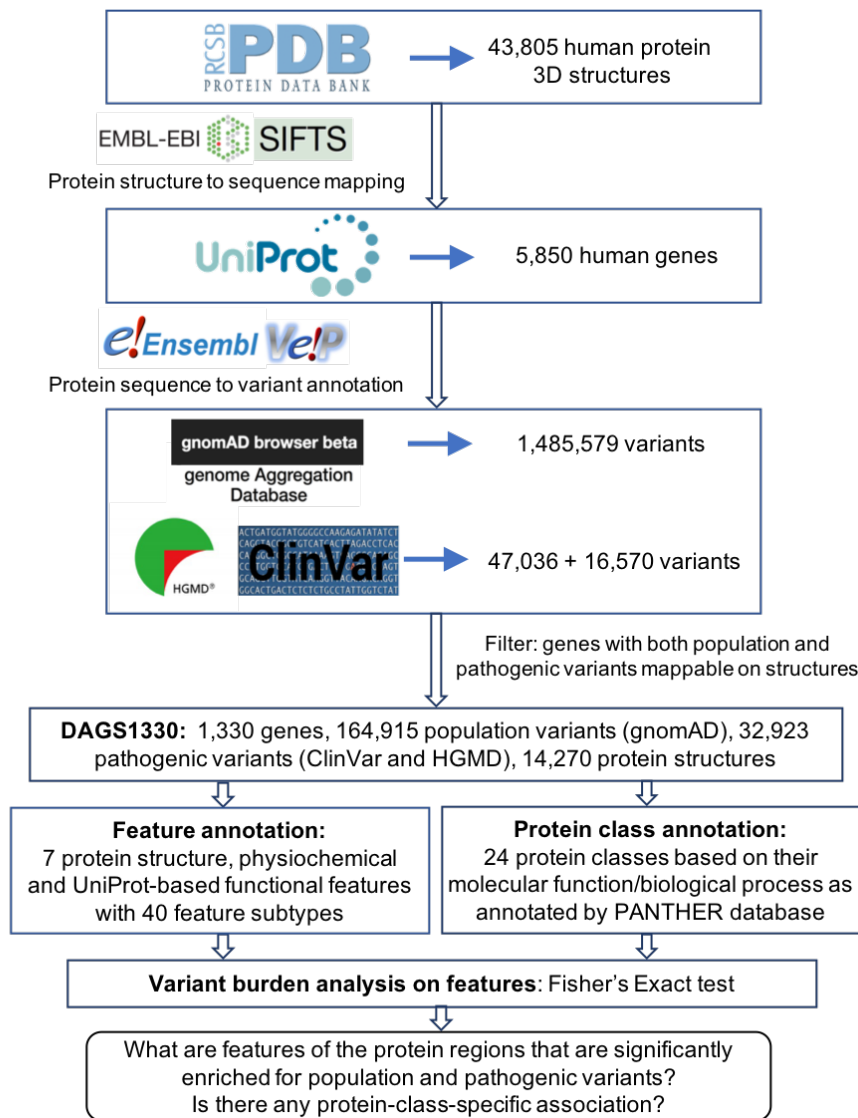 RCSB
PDB
PROTEIN DATA BANK
43,805 human protein
3D structures
EMBL-EBI SIFTS
Protein structure to sequence mapping
UniProt
5,850 human genes
e!Ensembl Ve!P
Protein sequence to variant annotation
gnomAD browser beta
genome Aggregation
Database
1,485,579 variants
HGMD®
ClinVar
47,036 + 16,570 variants
Filter: genes with both population and
pathogenic variants mappable on structures
DAGS1330: 1,330 genes, 164,915 population variants (gnomAD), 32,923
pathogenic variants (ClinVar and HGMD), 14,270 protein structures
Feature annotation:
7 protein structure, physiochemical
and UniProt-based functional features
with 40 feature subtypes
Protein class annotation:
24 protein classes based on their
molecular function/biological process as
annotated by PANTHER database
Variant burden analysis on features: Fisher's Exact test
What are features of the protein regions that are significantly
enriched for population and pathogenic variants?
Is there any protein-class-specific association?